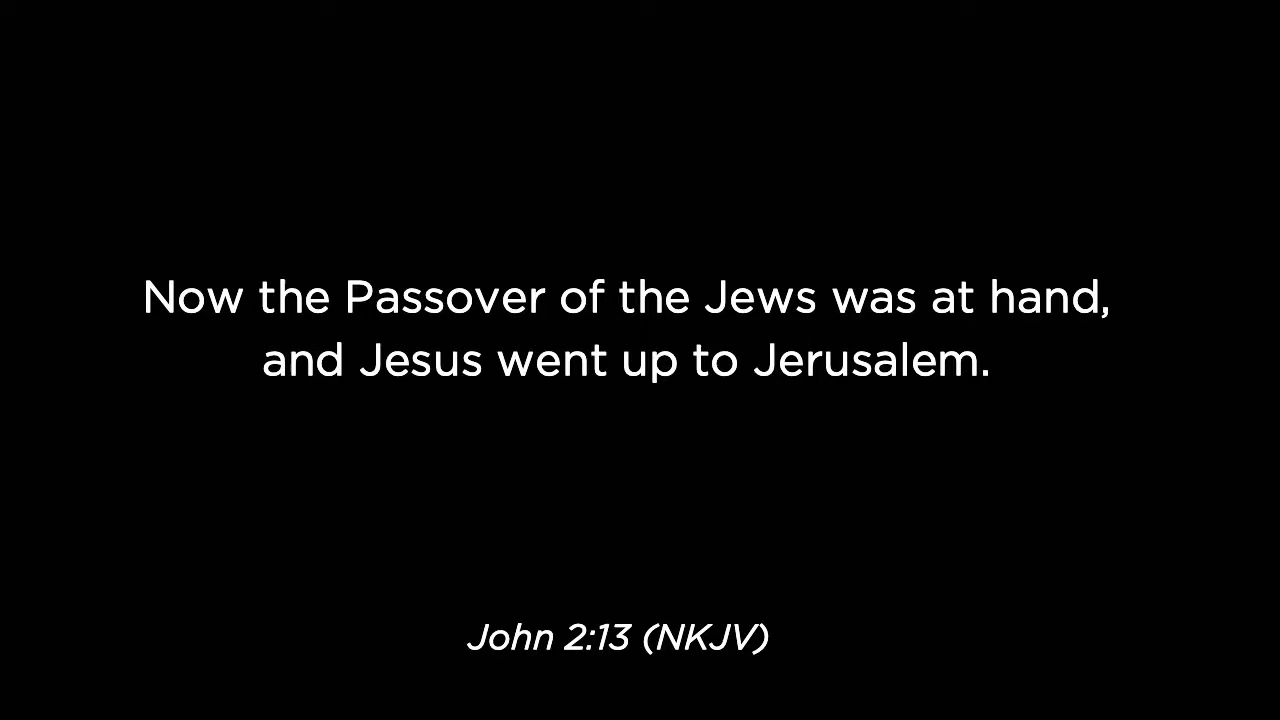 Now the Passover of the Jews was at hand,
and Jesus went up to Jerusalem.
John 2:13 (NKJV)